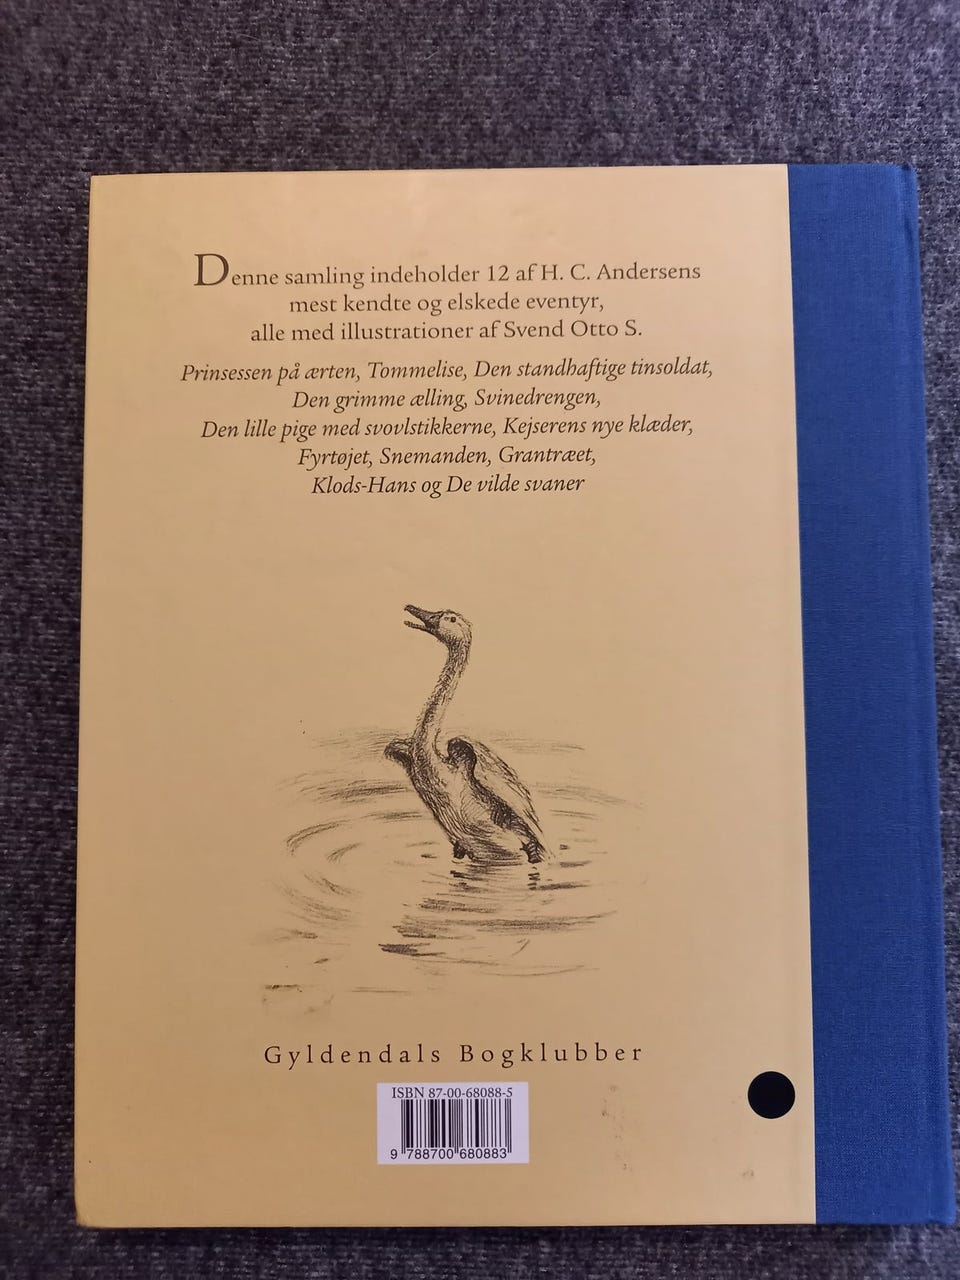 Denne samling indeholder 12 af H. C. Andersens
mest kendte og elskede eventyr,
alle med illustrationer af Svend Otto S.
Prinsessen på ærten, Tommelise, Den standhaftige tinsoldat,
Den grimme ælling, Svinedrengen,
Den lille pige med svovlstikkerne, Kejserens nye klæder,
Fyrtøjet, Snemanden, Grantræet,
Klods-Hans og De vilde svaner
Gyldendals Bogklubber
ISBN 87-00-68088-5
9 788700 680883